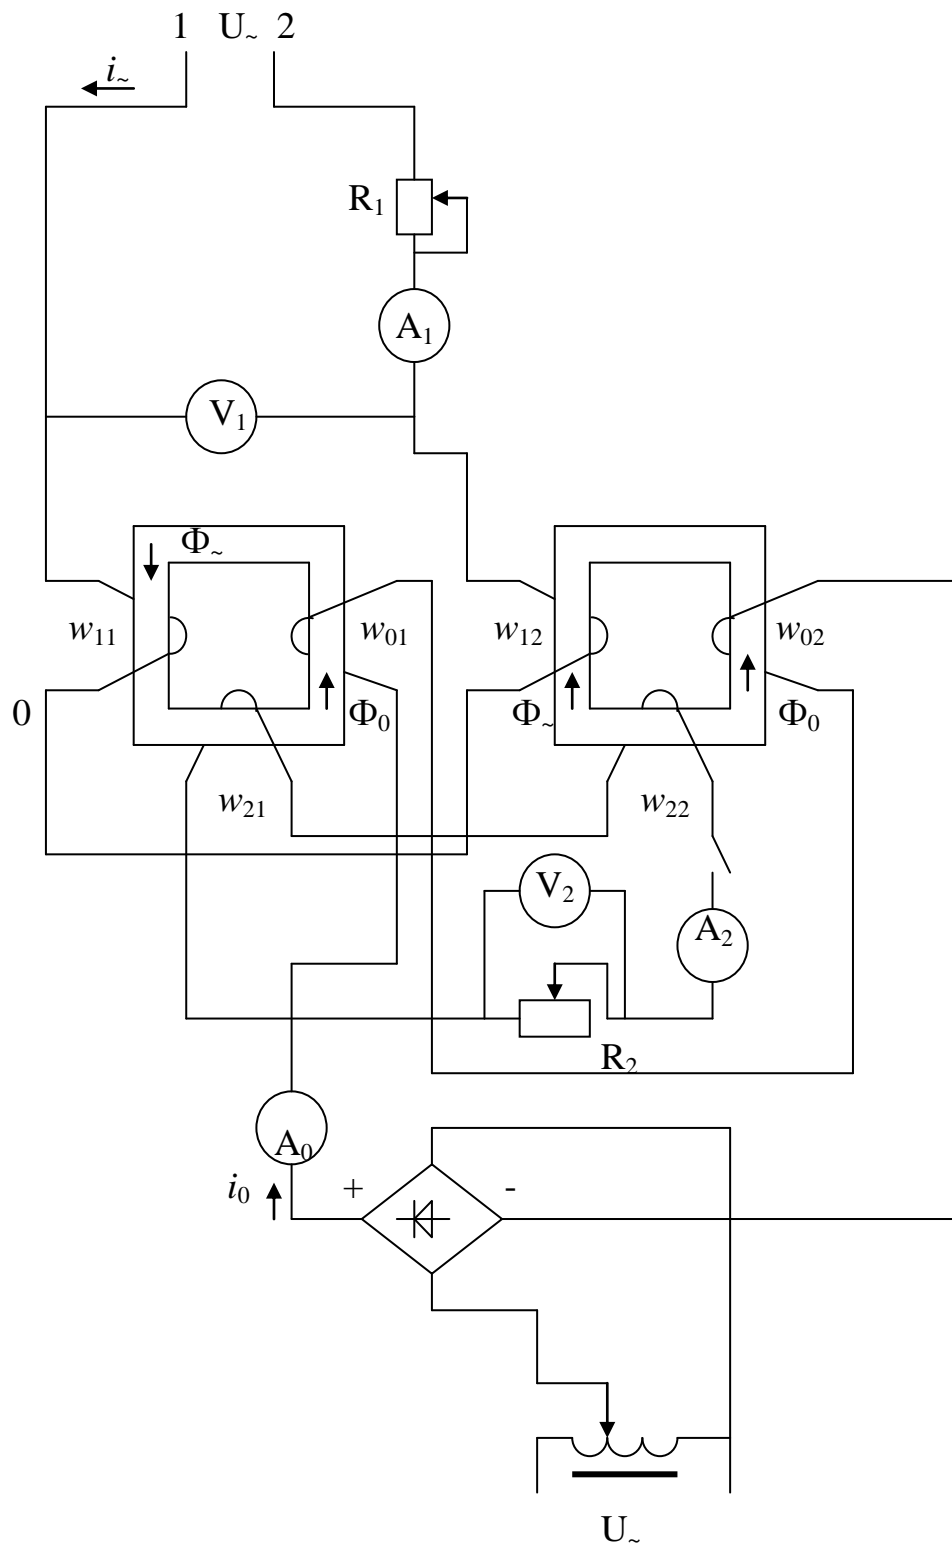 1 U~ 2
i~
R₁
A₁
V₁
Φ~
w₁₁ w₀₁ w₁₂ w₀₂
0 Φ₀ Φ~ Φ₀
w₂₁ w₂₂
V₂
A₂
R₂
A₀
i₀ + -
U~